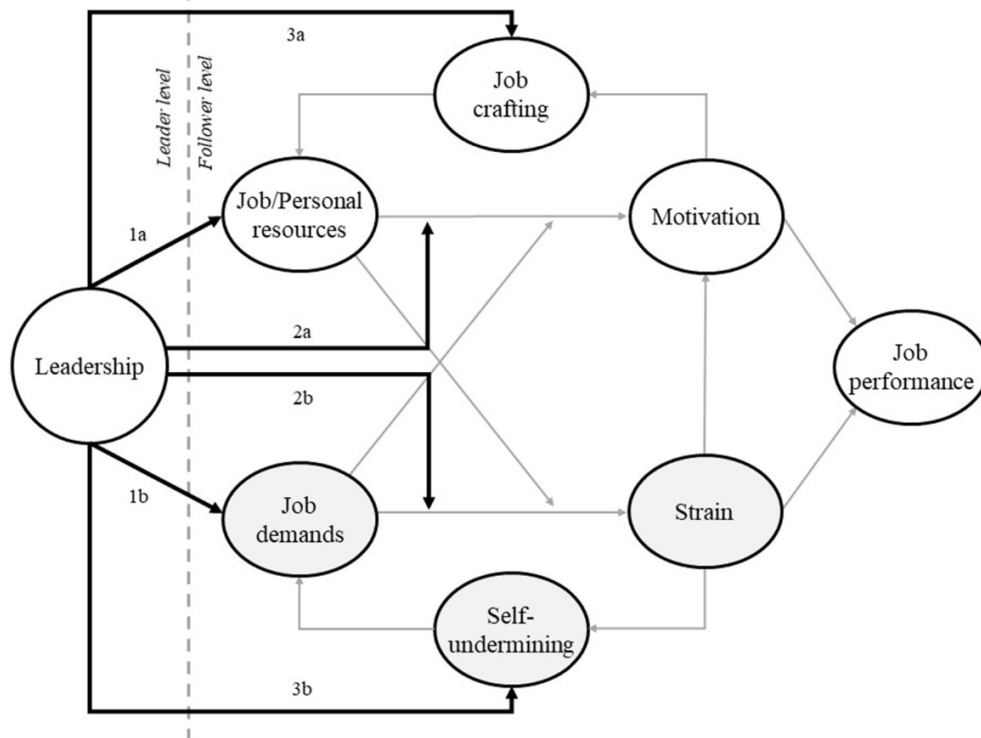 3a
Job
crafting
Leader level
Follower level
Job/Personal
resources
Motivation
1a
2a
Leadership
Job
performance
2b
1b
Job
demands
Strain
Self-
undermining
3b